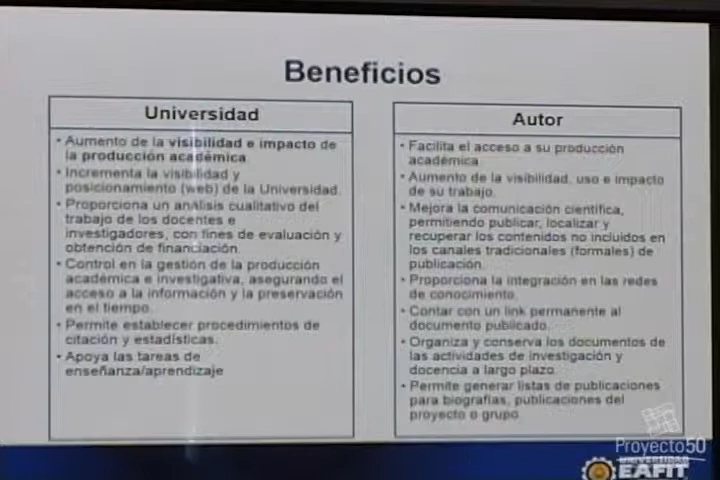 Beneficios
Universidad
• Aumento de la visibilidad e impacto de
la producción académica.
• Incrementa la visibilidad y
posicionamiento (web) de la Universidad.
• Proporciona un análisis cualitativo del
trabajo de los docentes e
investigadores, con fines de evaluación y
obtención de financiación.
• Control en la gestión de la producción
académica e investigativa, asegurando el
acceso a la información y la preservación
en el tiempo.
• Permite establecer procedimientos de
citación y estadísticas.
• Apoya las tareas de
enseñanza/aprendizaje
Autor
• Facilita el acceso a su producción
académica
• Aumento de la visibilidad, uso e impacto
de su trabajo.
• Mejora la comunicación científica,
permitiendo publicar, localizar y
recuperar los contenidos no incluidos en
los canales tradicionales (formales) de
publicación.
• Proporciona la integración en las redes
de conocimiento.
• Contar con un link permanente al
documento publicado.
• Organiza y conserva los documentos de
las actividades de investigación y
docencia a largo plazo.
• Permite generar listas de publicaciones
para biografías, publicaciones del
proyecto o grupo.
Proyecto50
UNIVERSIDAD
EAFIT